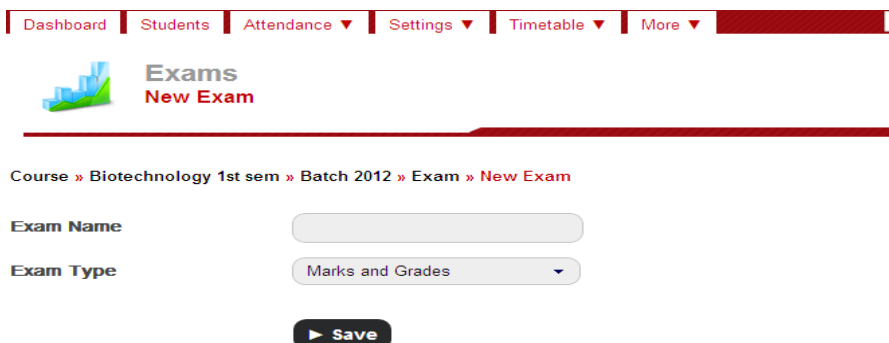 Dashboard Students Attendance ▼ Settings ▼ Timetable ▼ More ▼
Exams
New Exam
Course » Biotechnology 1st sem » Batch 2012 » Exam » New Exam
Exam Name
Exam Type Marks and Grades
► Save